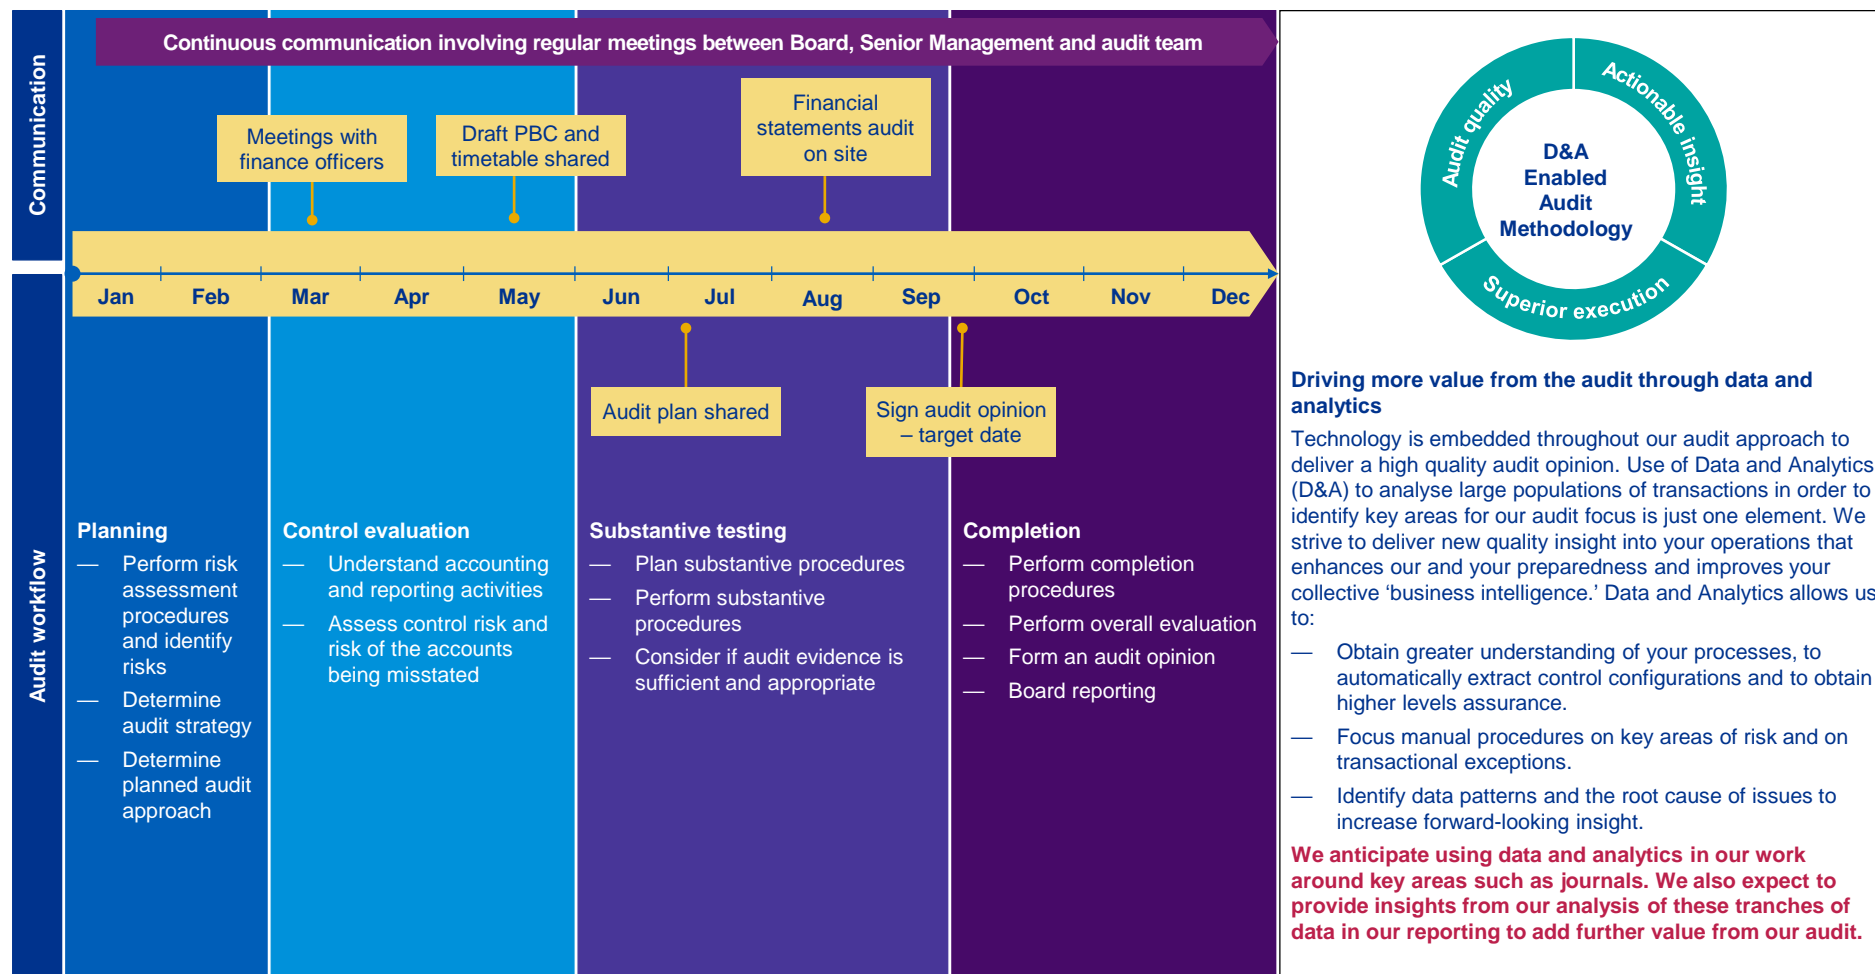 Communication
Continuous communication involving regular meetings between Board, Senior Management and audit team
Meetings with
finance officers
Draft PBC and
timetable shared
Financial
statements audit
on site
Jan Feb Mar Apr May Jun Jul Aug Sep Oct Nov Dec
Audit plan shared
Sign audit opinion
– target date
Audit workflow
Planning
— Perform risk
assessment
procedures
and identify
risks
— Determine
audit strategy
— Determine
planned audit
approach
Control evaluation
— Understand accounting
and reporting activities
— Assess control risk and
risk of the accounts
being misstated
Substantive testing
— Plan substantive procedures
— Perform substantive
procedures
— Consider if audit evidence is
sufficient and appropriate
Completion
— Perform completion
procedures
— Perform overall evaluation
— Form an audit opinion
— Board reporting
Audit quality
Actionable insight
Superior execution
D&A
Enabled
Audit
Methodology
Driving more value from the audit through data and
analytics
Technology is embedded throughout our audit approach to
deliver a high quality audit opinion. Use of Data and Analytics
(D&A) to analyse large populations of transactions in order to
identify key areas for our audit focus is just one element. We
strive to deliver new quality insight into your operations that
enhances our and your preparedness and improves your
collective ‘business intelligence.’ Data and Analytics allows us
to:
— Obtain greater understanding of your processes, to
automatically extract control configurations and to obtain
higher levels assurance.
— Focus manual procedures on key areas of risk and on
transactional exceptions.
— Identify data patterns and the root cause of issues to
increase forward-looking insight.
We anticipate using data and analytics in our work
around key areas such as journals. We also expect to
provide insights from our analysis of these tranches of
data in our reporting to add further value from our audit.